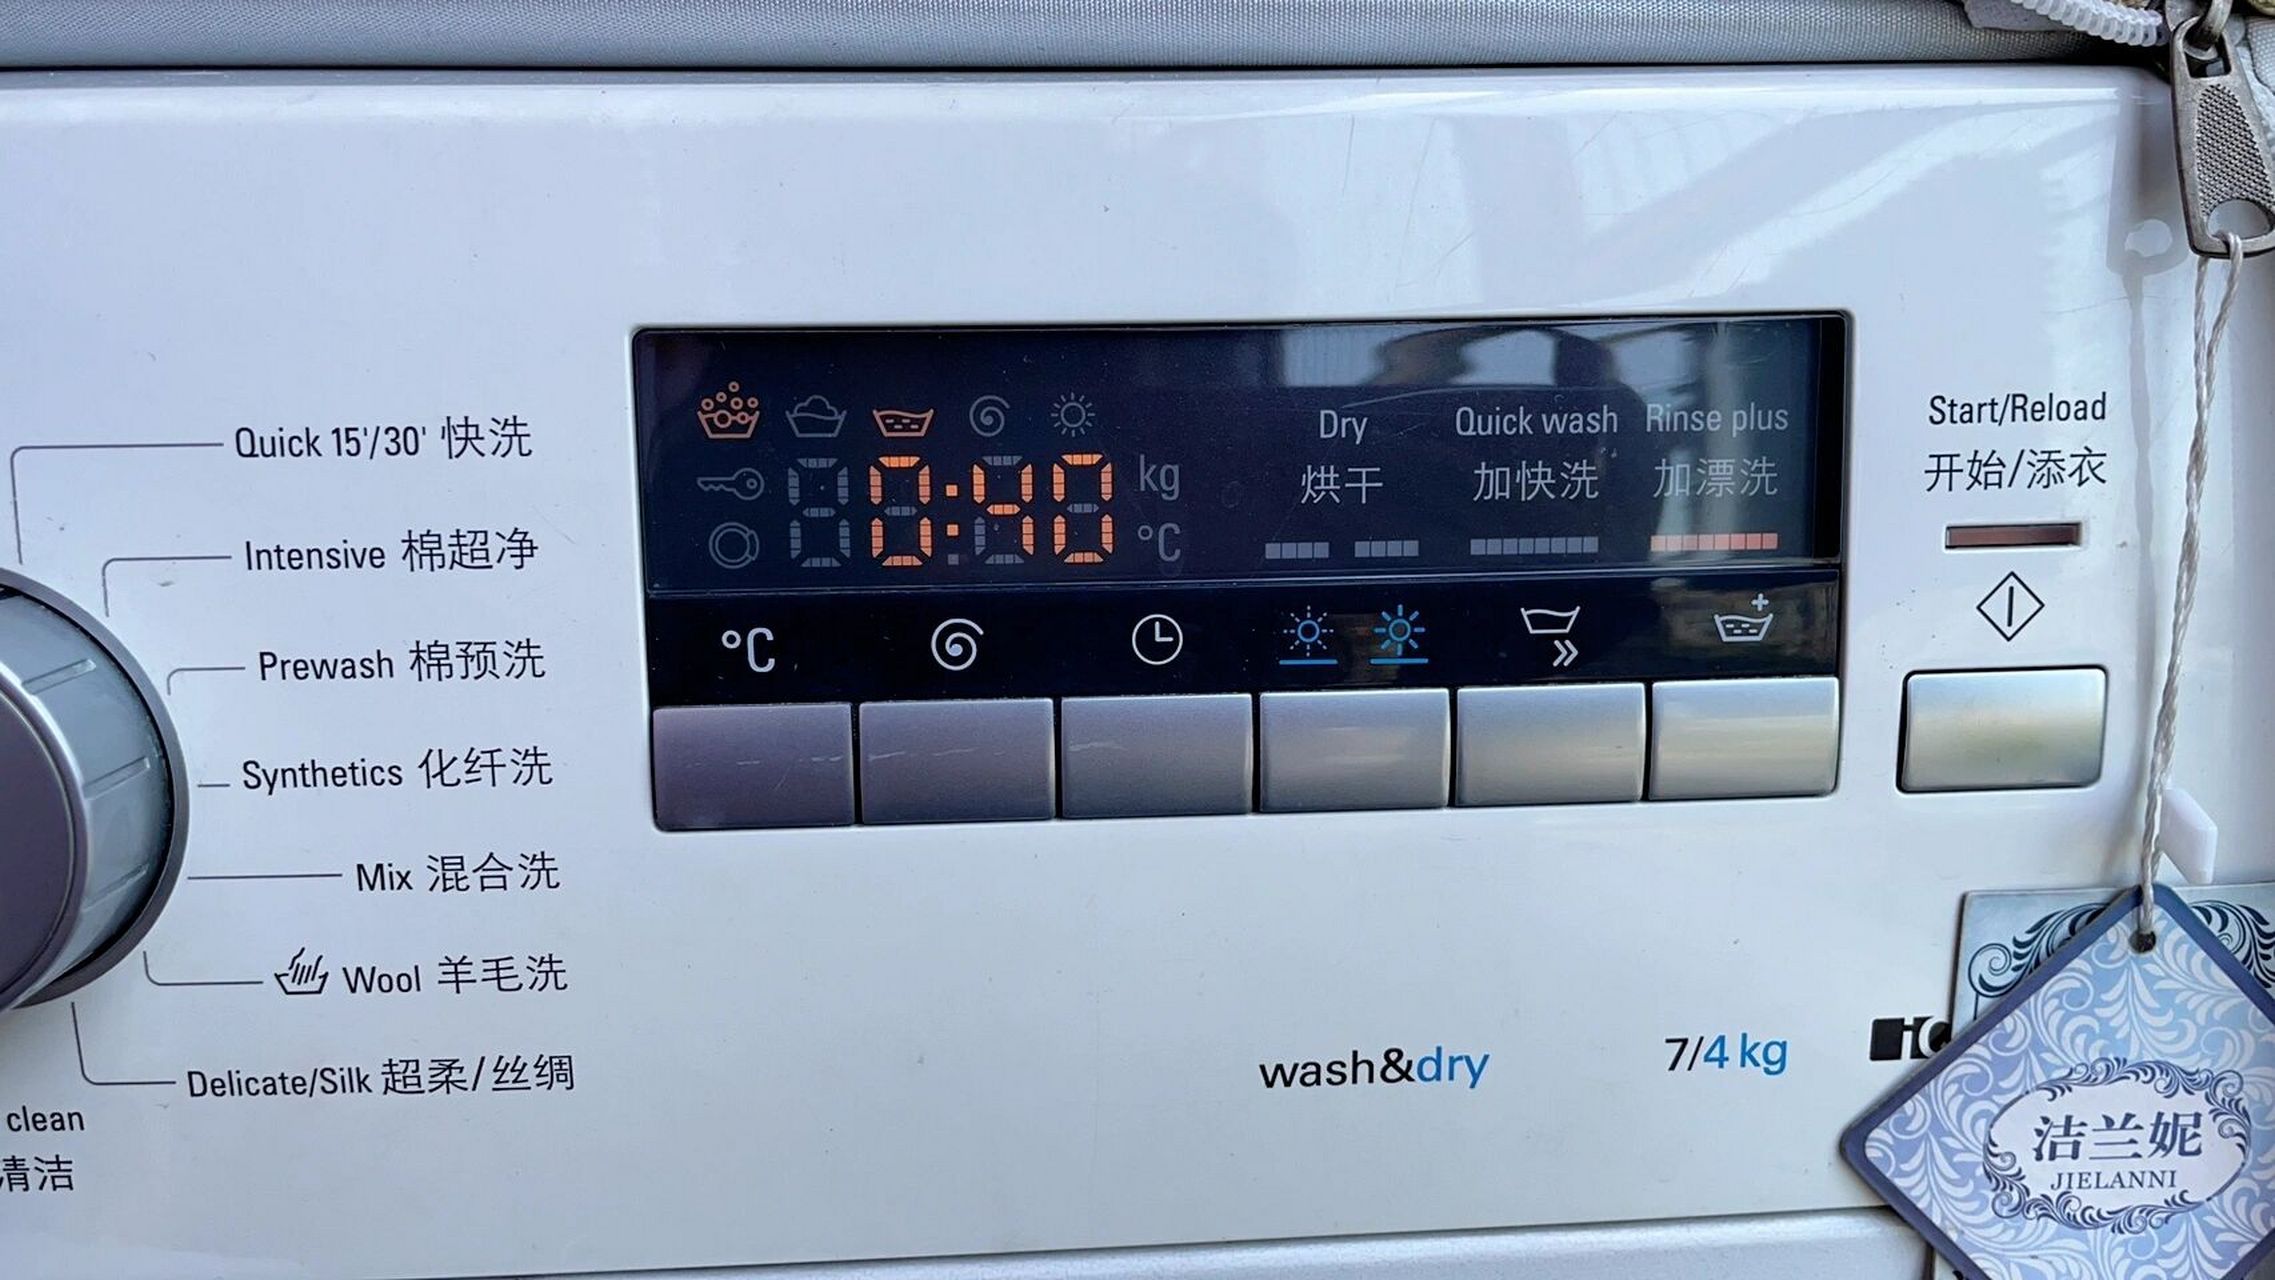 Quick 15'/30' 快洗
Intensive 棉超净
Prewash 棉预洗
Synthetics 化纤洗
Mix 混合洗
Wool 羊毛洗
Delicate/Silk 超柔/丝绸
clean
清洁
0:40
kg
°C
Dry
烘干
Quick wash
加快洗
Rinse plus
加漂洗
°C
Start/Reload
开始/添衣
wash&dry
7/4 kg
洁兰妮
JIELANNI